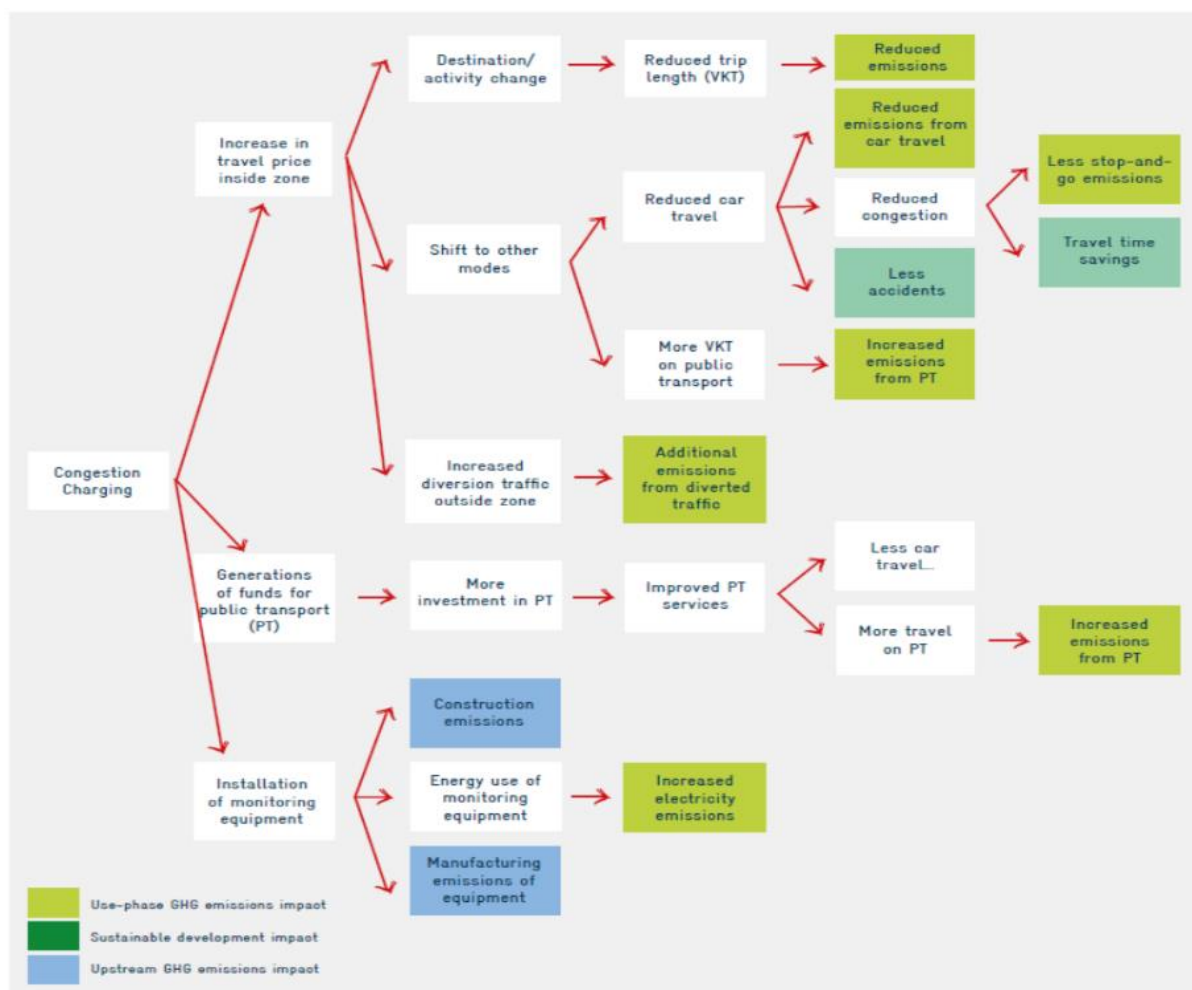 Destination/
activity change
Reduced trip
length (VKT)
Reduced
emissions
Reduced
emissions from
car travel
Increase in
travel price
inside zone
Less stop-and-
go emissions
Reduced car
travel
Reduced
congestion
Shift to other
modes
Travel time
savings
Less
accidents
More VKT
on public
transport
Increased
emissions
from PT
Congestion
Charging
Increased
diversion traffic
outside zone
Additional
emissions
from diverted
traffic
Generations
of funds for
public transport
(PT)
More
investment in PT
Improved PT
services
Less car
travel...
More travel
on PT
Increased
emissions
from PT
Construction
emissions
Installation
of monitoring
equipment
Energy use of
monitoring
equipment
Increased
electricity
emissions
Manufacturing
emissions of
equipment
Use-phase GHG emissions impact
Sustainable development impact
Upstream GHG emissions impact